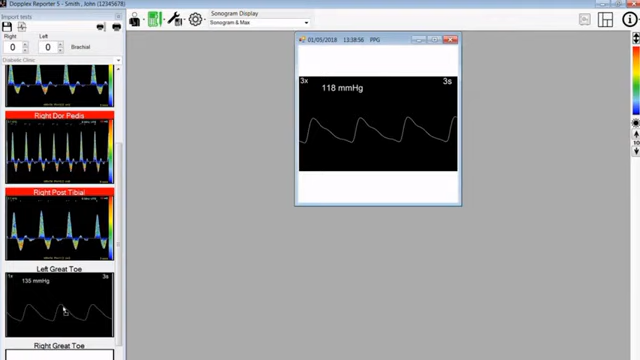 Dopplex Reporter 5 - Smith , John (12345678)
Import tests
Sonogram Display
Sonogram & Max
Right
Left
0
0
Brachial
Diabetic Clinic
Right Dor Pedis
Right Post Tibial
Left Great Toe
1x
3s
135 mmHg
Right Great Toe
01/05/2018 13:38:56 PPG
3x
118 mmHg
3s
10